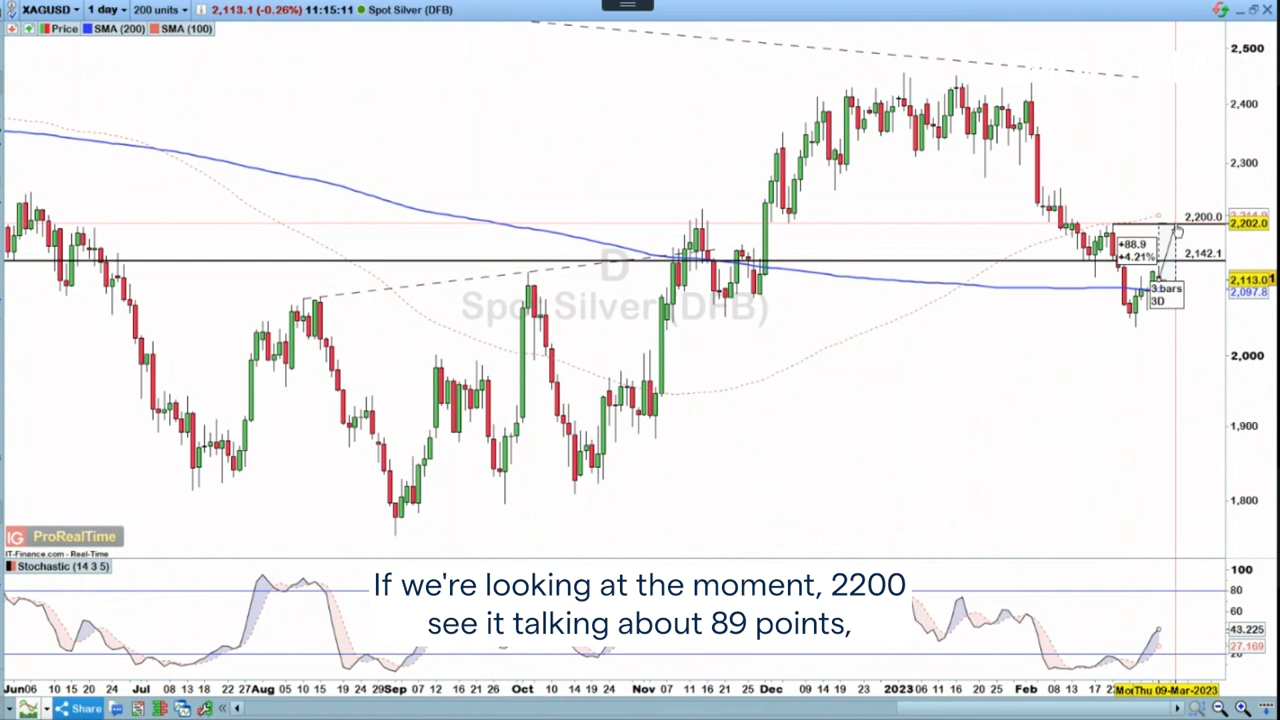 XAGUSD 1 day 200 units 2,113.1 (-0.26%) 11:15:11 Spot Silver (DFB)
Price SMA (200) SMA (100)
2,500
2,400
2,300
2,200.0
2,202.0
+88.9
+4.21%
2,142.1
D
Spot Silver (DFB)
2,113.0
2,097.8
3 bars
3D
2,000
1,900
1,800
IG ProRealTime
IT-Finance.com - Real-Time
Stochastic (14 3 5)
100
80
60
43.225
27.169
20
If we're looking at the moment, 2200
see it talking about 89 points,
Jun06 10 15 20 24 Jul 08 13 18 22 27 Aug 05 10 15 19 24 29 Sep 07 12 19 22 27 Oct 10 14 19 24 Nov 07 11 16 21 Dec 09 14 19 23 2023 06 11 16 20 25 Feb 08 13 17 Thu 09-Mar-2023
Share